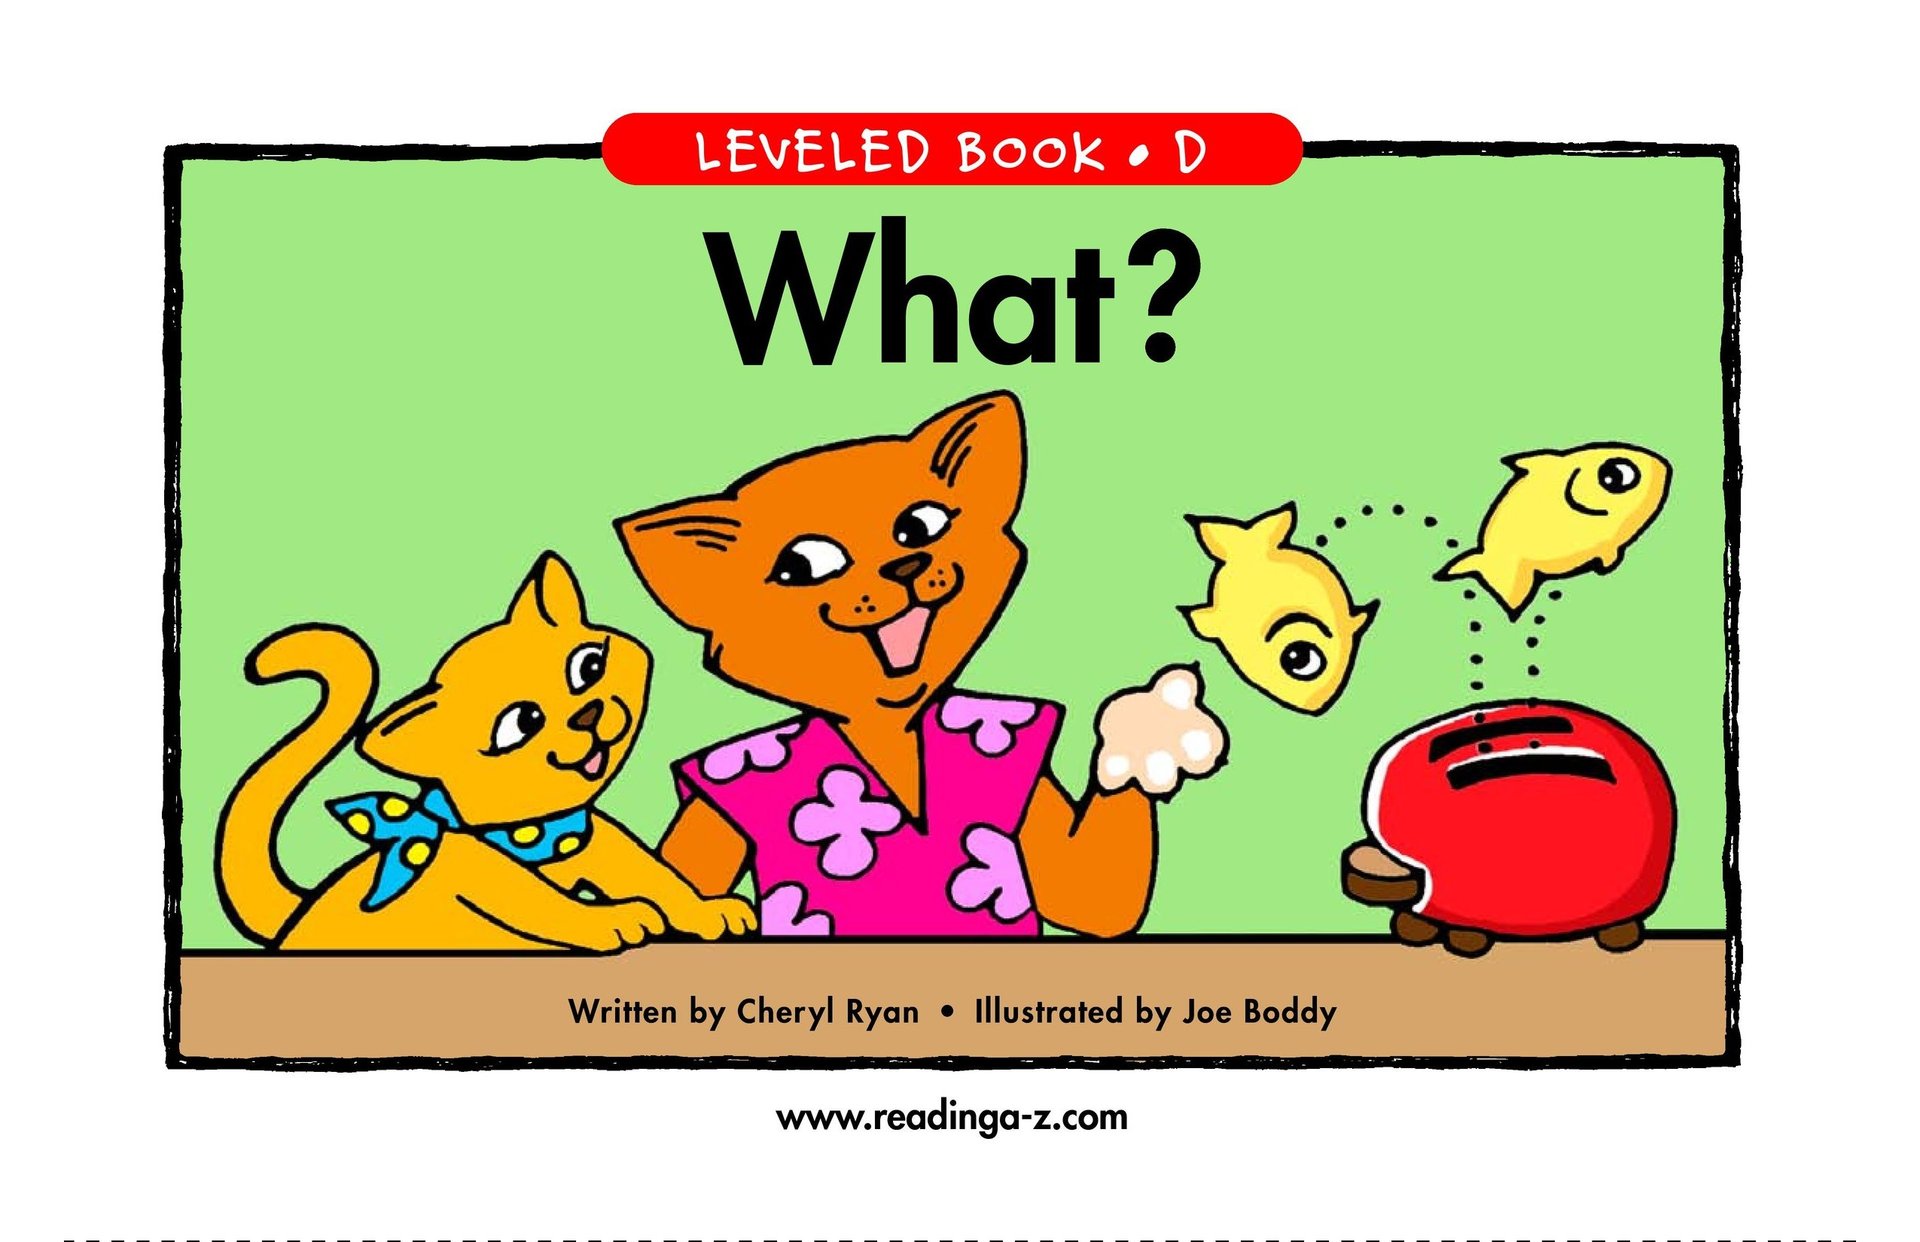 LEVELED BOOK • D
What?
Written by Cheryl Ryan • Illustrated by Joe Boddy
www.readinga-z.com